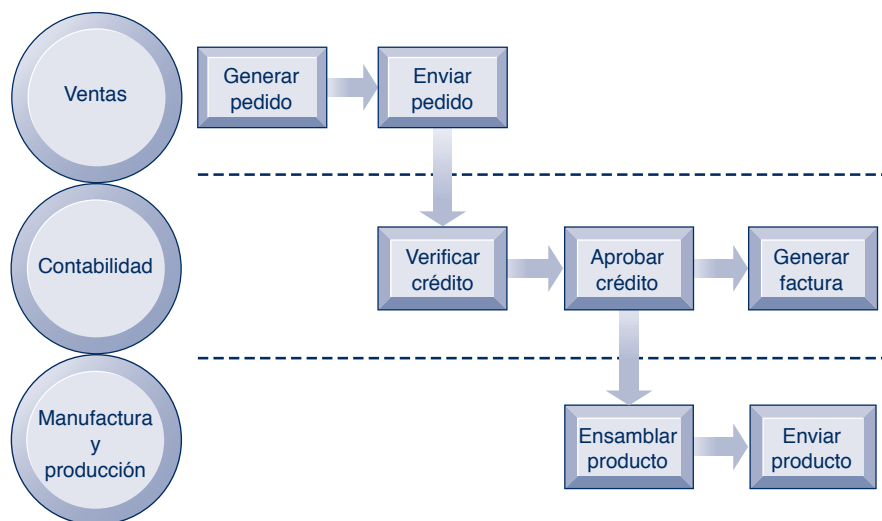 Ventas
Generar
pedido
Enviar
pedido
Contabilidad
Verificar
crédito
Aprobar
crédito
Generar
factura
Manufactura
y
producción
Ensamblar
producto
Enviar
producto